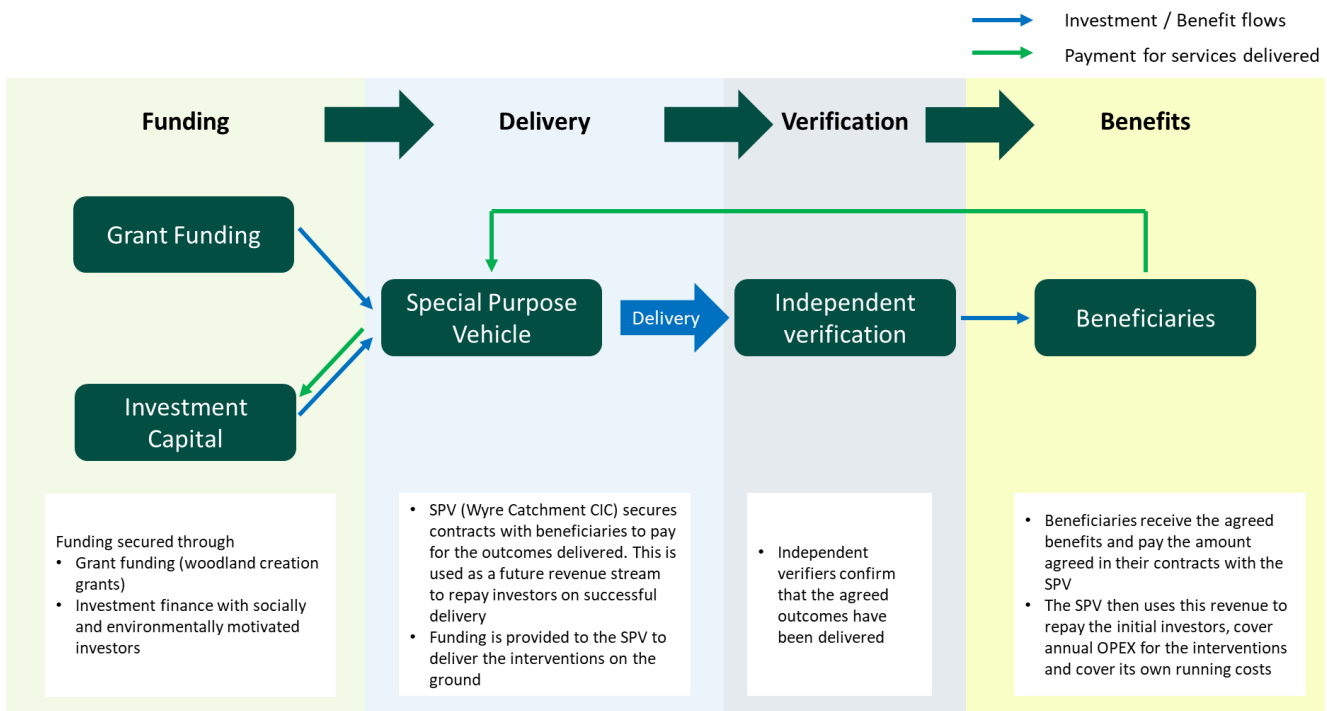 Investment / Benefit flows
Payment for services delivered
Funding
Delivery
Verification
Benefits
Grant Funding
Special Purpose
Vehicle
Delivery
Independent
verification
Beneficiaries
Investment
Capital
Funding secured through
• Grant funding (woodland creation
grants)
• Investment finance with socially
and environmentally motivated
investors
• SPV (Wyre Catchment CIC) secures
contracts with beneficiaries to pay
for the outcomes delivered. This is
used as a future revenue stream
to repay investors on successful
delivery
• Funding is provided to the SPV to
deliver the interventions on the
ground
• Independent
verifiers confirm
that the agreed
outcomes have
been delivered
• Beneficiaries receive the agreed
benefits and pay the amount
agreed in their contracts with the
SPV
• The SPV then uses this revenue to
repay the initial investors, cover
annual OPEX for the interventions
and cover its own running costs